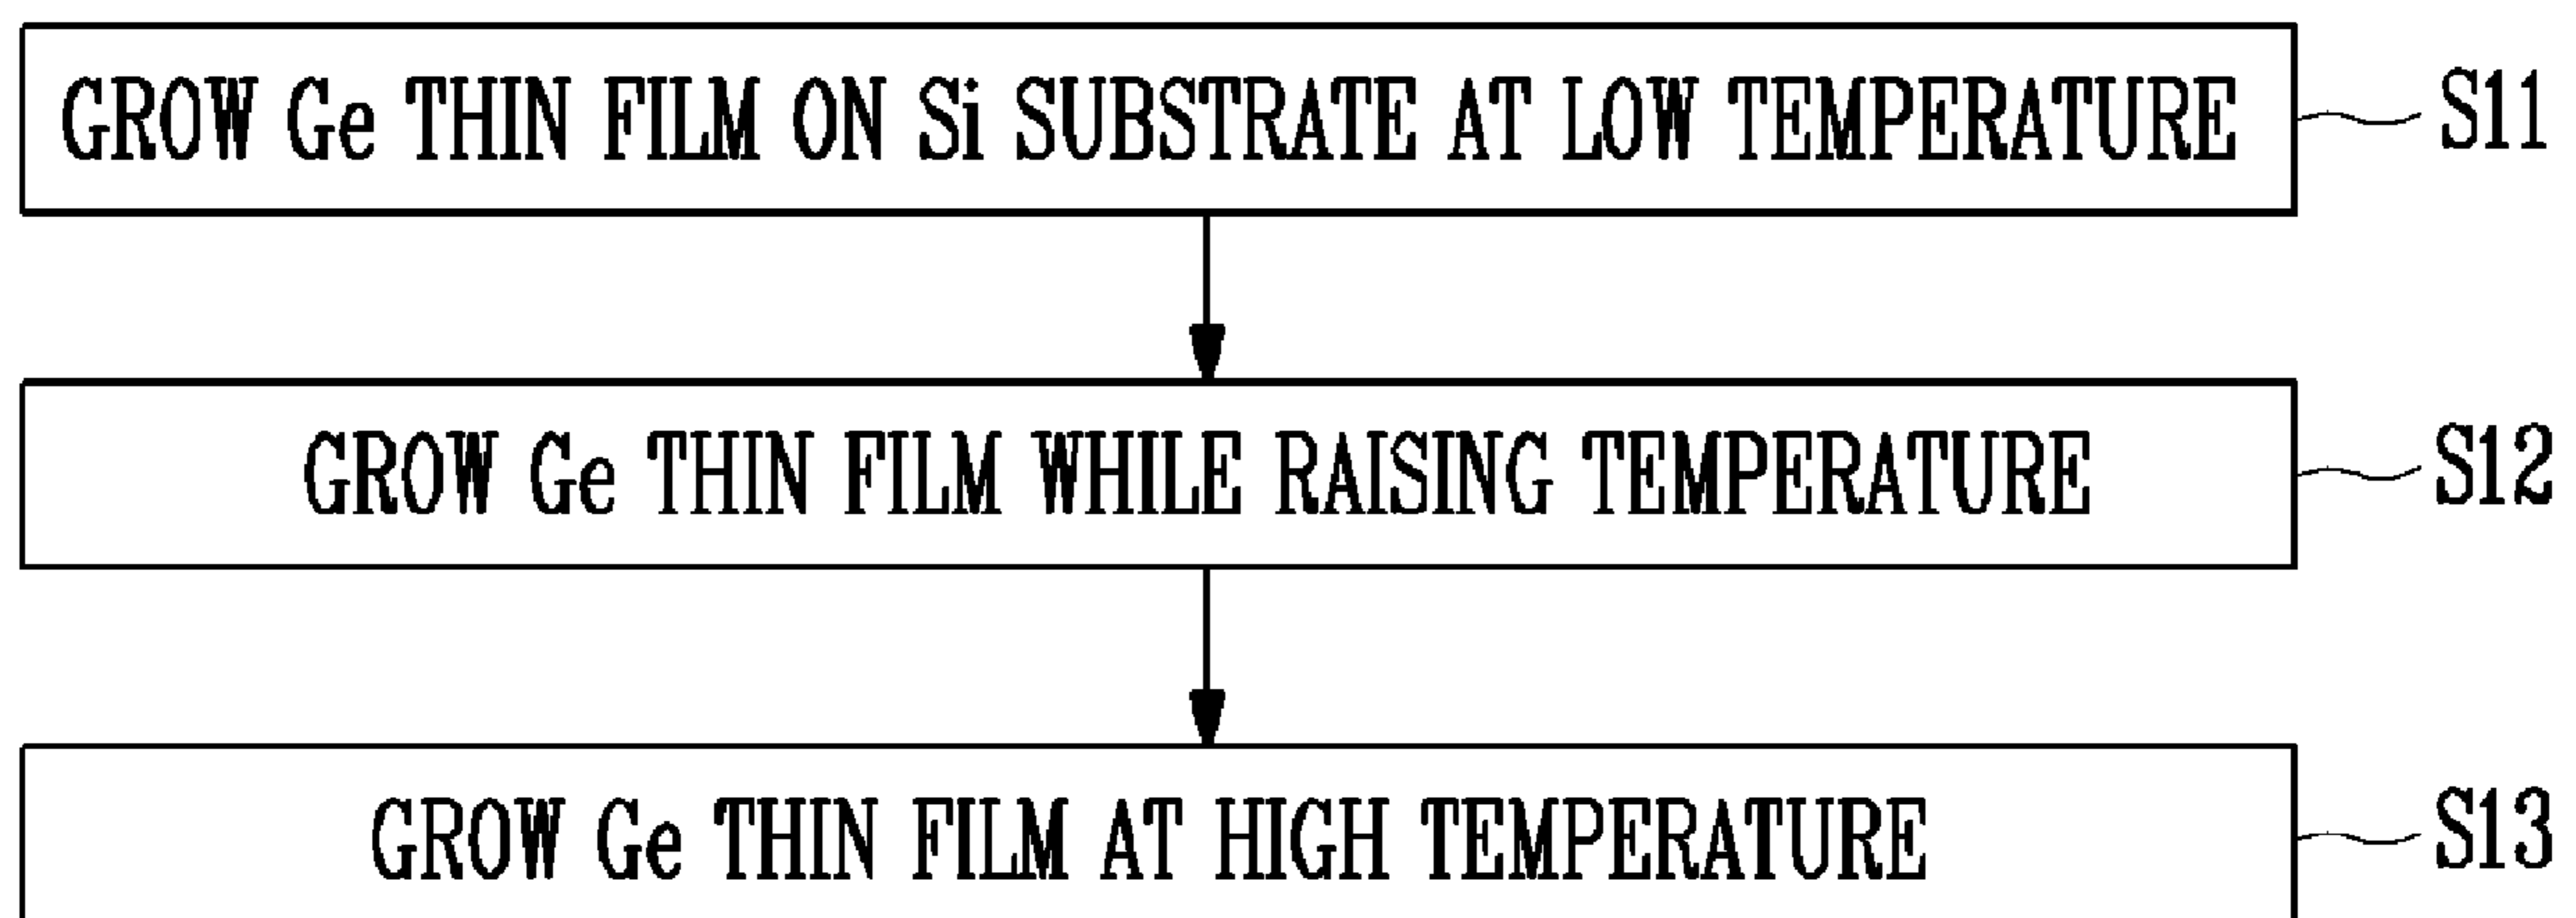 GROW Ge THIN FILM ON Si SUBSTRATE AT LOW TEMPERATURE S11
GROW Ge THIN FILM WHILE RAISING TEMPERATURE S12
GROW Ge THIN FILM AT HIGH TEMPERATURE S13